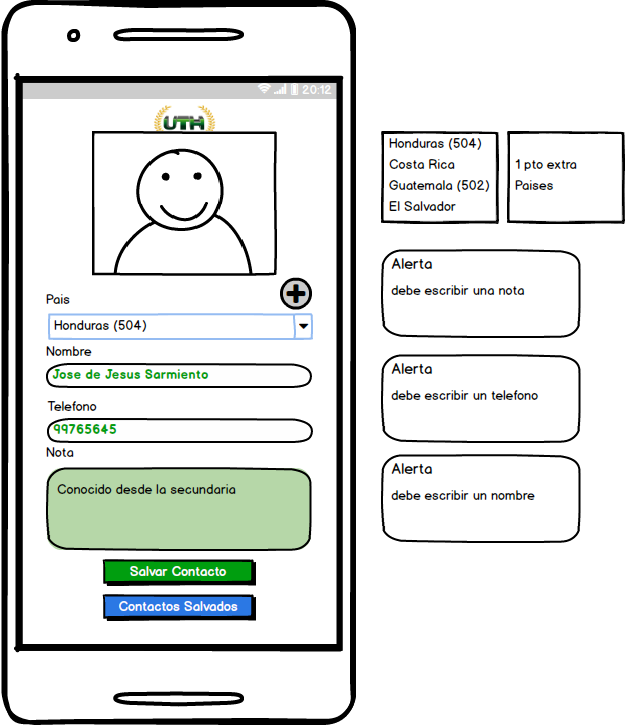 20:12
UTH
Pais
Honduras (504)
Nombre
Jose de Jesus Sarmiento
Telefono
99765645
Nota
Conocido desde la secundaria
Salvar Contacto
Contactos Salvados
Honduras (504)
Costa Rica
Guatemala (502)
El Salvador
1 pto extra
Paises
Alerta
debe escribir una nota
Alerta
debe escribir un telefono
Alerta
debe escribir un nombre